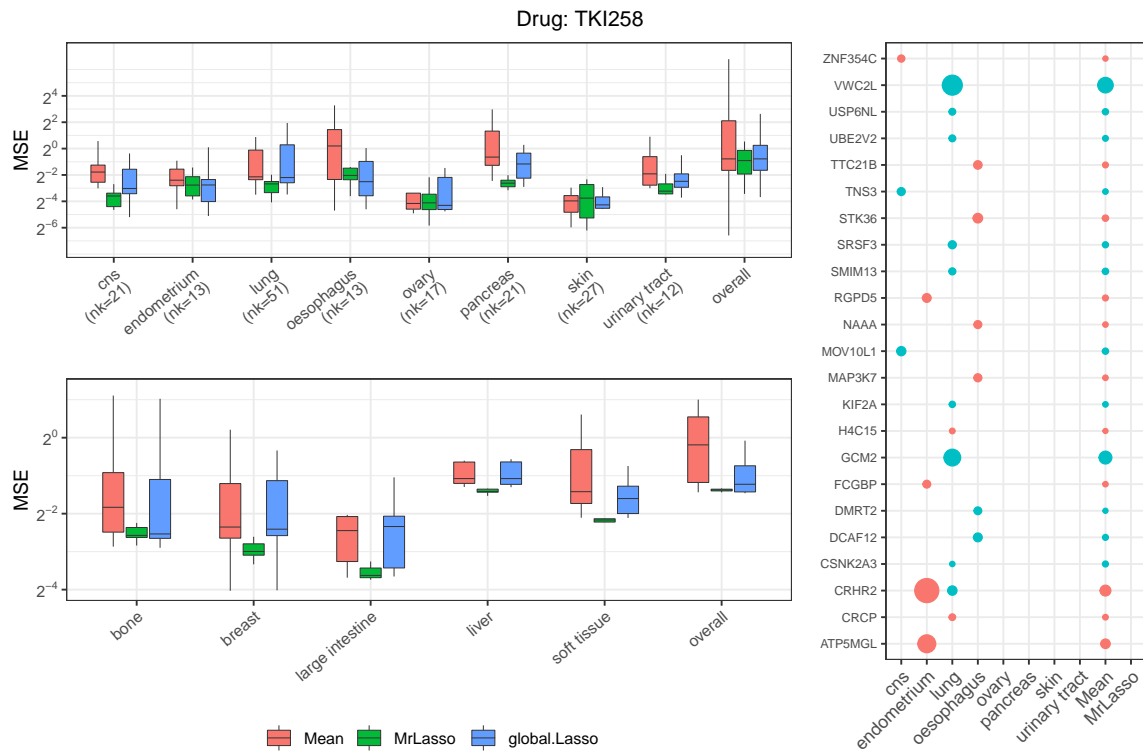 Drug: TKI258
MSE
2^4
2^2
2^0
2^-2
2^-4
2^-6
cns
(nk=21)
endometrium
(nk=13)
lung
(nk=51)
oesophagus
(nk=13)
ovary
(nk=17)
pancreas
(nk=21)
skin
(nk=27)
urinary tract
(nk=12)
overall
MSE
2^0
2^-2
2^-4
bone
breast
large intestine
liver
soft tissue
overall
Mean
MrLasso
global.Lasso
ZNF354C
VWC2L
USP6NL
UBE2V2
TTC21B
TNS3
STK36
SRSF3
SMIM13
RGPD5
NAAA
MOV10L1
MAP3K7
KIF2A
H4C15
GCM2
FCGBP
DMRT2
DCAF12
CSNK2A3
CRHR2
CRCP
ATP5MGL
cns
endometrium
lung
oesophagus
ovary
pancreas
skin
urinary tract
Mean
MrLasso